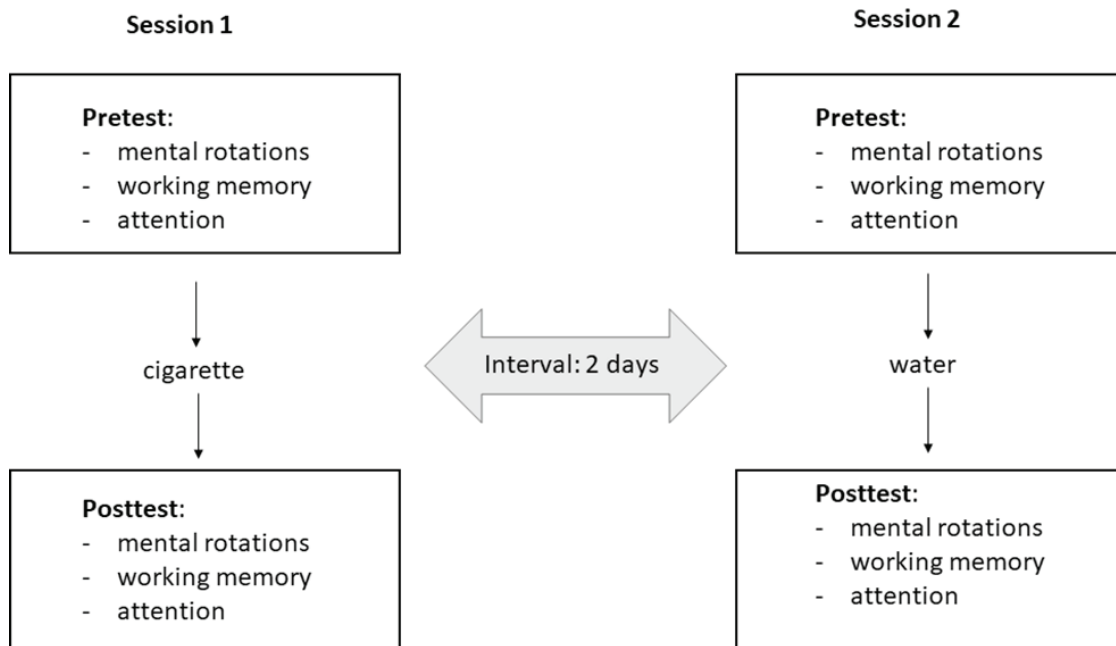 Session 1
Pretest:
- mental rotations
- working memory
- attention
cigarette
Posttest:
- mental rotations
- working memory
- attention
Interval: 2 days
Session 2
Pretest:
- mental rotations
- working memory
- attention
water
Posttest:
- mental rotations
- working memory
- attention